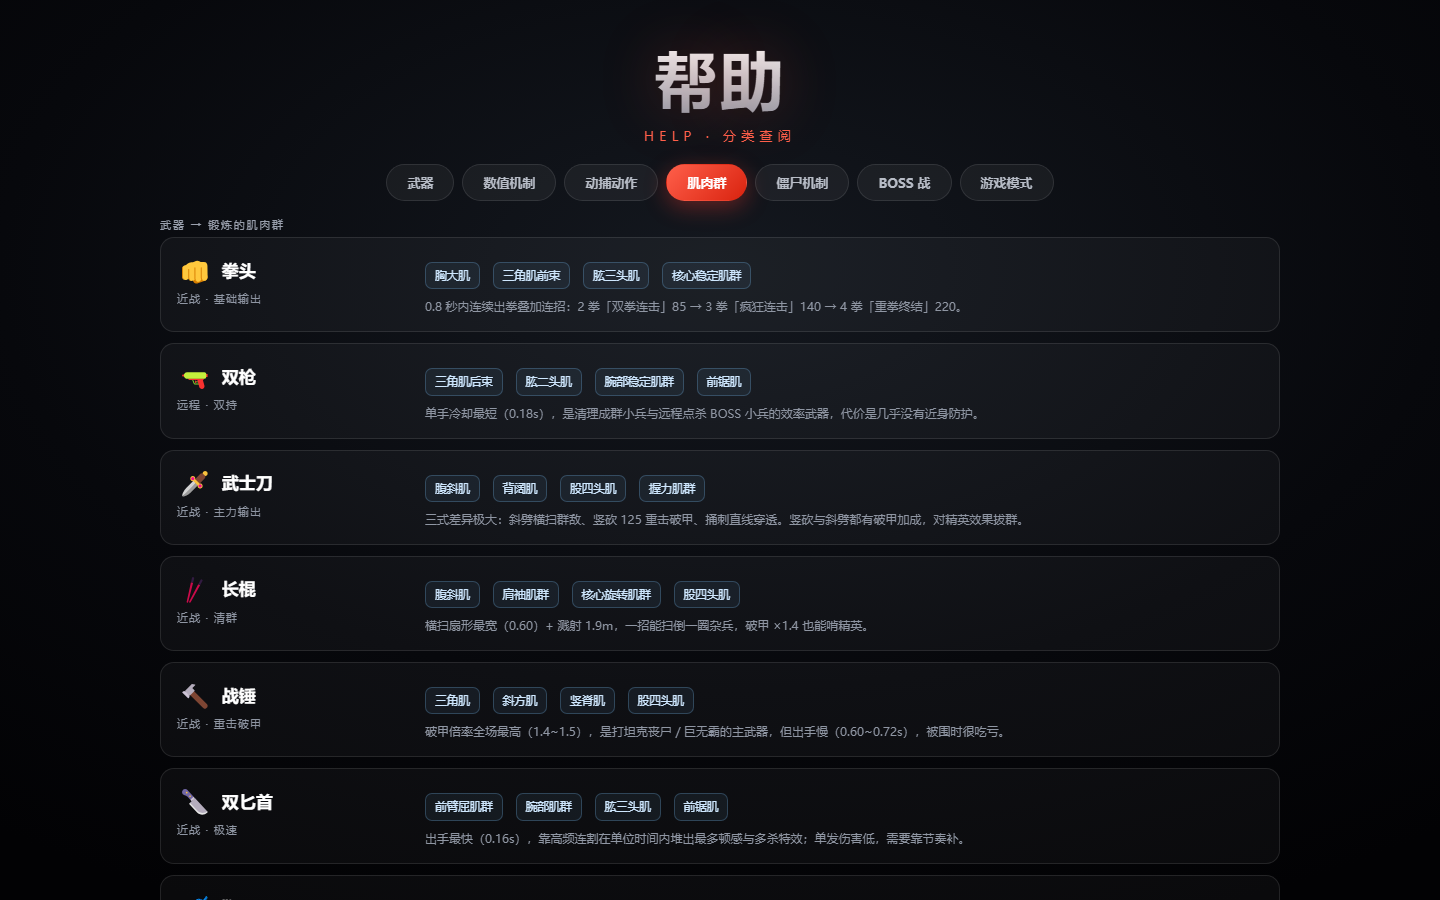 帮助
HELP · 分类查阅
武器 数值机制 动捕动作 肌肉群 僵尸机制 BOSS 战 游戏模式
武器 → 锻炼的肌肉群
拳头
近战 · 基础输出
胸大肌 三角肌前束 肱三头肌 核心稳定肌群
0.8 秒内连续出拳叠加连招：2 拳「双拳连击」85 → 3 拳「疯狂连击」140 → 4 拳「重拳终结」220。
双枪
远程 · 双持
三角肌后束 肱二头肌 腕部稳定肌群 前锯肌
单手冷却最短（0.18s），是清理成群小兵与远程点杀 BOSS 小兵的效率武器，代价是几乎没有近身防护。
武士刀
近战 · 主力输出
腹斜肌 背阔肌 股四头肌 握力肌群
三式差异极大：斜劈横扫群敌、竖砍 125 重击破甲、捅刺直线穿透。竖砍与斜劈都有破甲加成，对精英效果拔群。
长棍
近战 · 清群
腹斜肌 肩袖肌群 核心旋转肌群 股四头肌
横扫扇形最宽（0.60）+ 溅射 1.9m，一招能扫倒一圈杂兵，破甲 ×1.4 也能啃精英。
战锤
近战 · 重击破甲
三角肌 斜方肌 竖脊肌 股四头肌
破甲倍率全场最高（1.4~1.5），是打坦克丧尸 / 巨无霸的主武器，但出手慢（0.60~0.72s），被围时很吃亏。
双匕首
近战 · 极速
前臂屈肌群 腕部肌群 肱三头肌 前锯肌
出手最快（0.16s），靠高频连割在单位时间内堆出最多顿感与多杀特效；单发伤害低，需要靠节奏补。